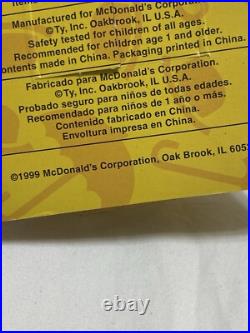 Manufactured for McDonald's Corporation.
©Ty, Inc. Oakbrook, IL U.S.A.
Safety tested for children of all ages.
Recommended for children age 1 and older.
Contents made in China. Packaging printed in China.
Fabricado para McDonald's Corporation.
©Ty, Inc. Oakbrook, IL U.S.A.
Probado seguro para niños de todas edades.
Recomendado para niños de 1 año o más.
Contenido fabricado en China.
Envoltura impresa en China.
©1999 McDonald's Corporation, Oak Brook, IL 6052